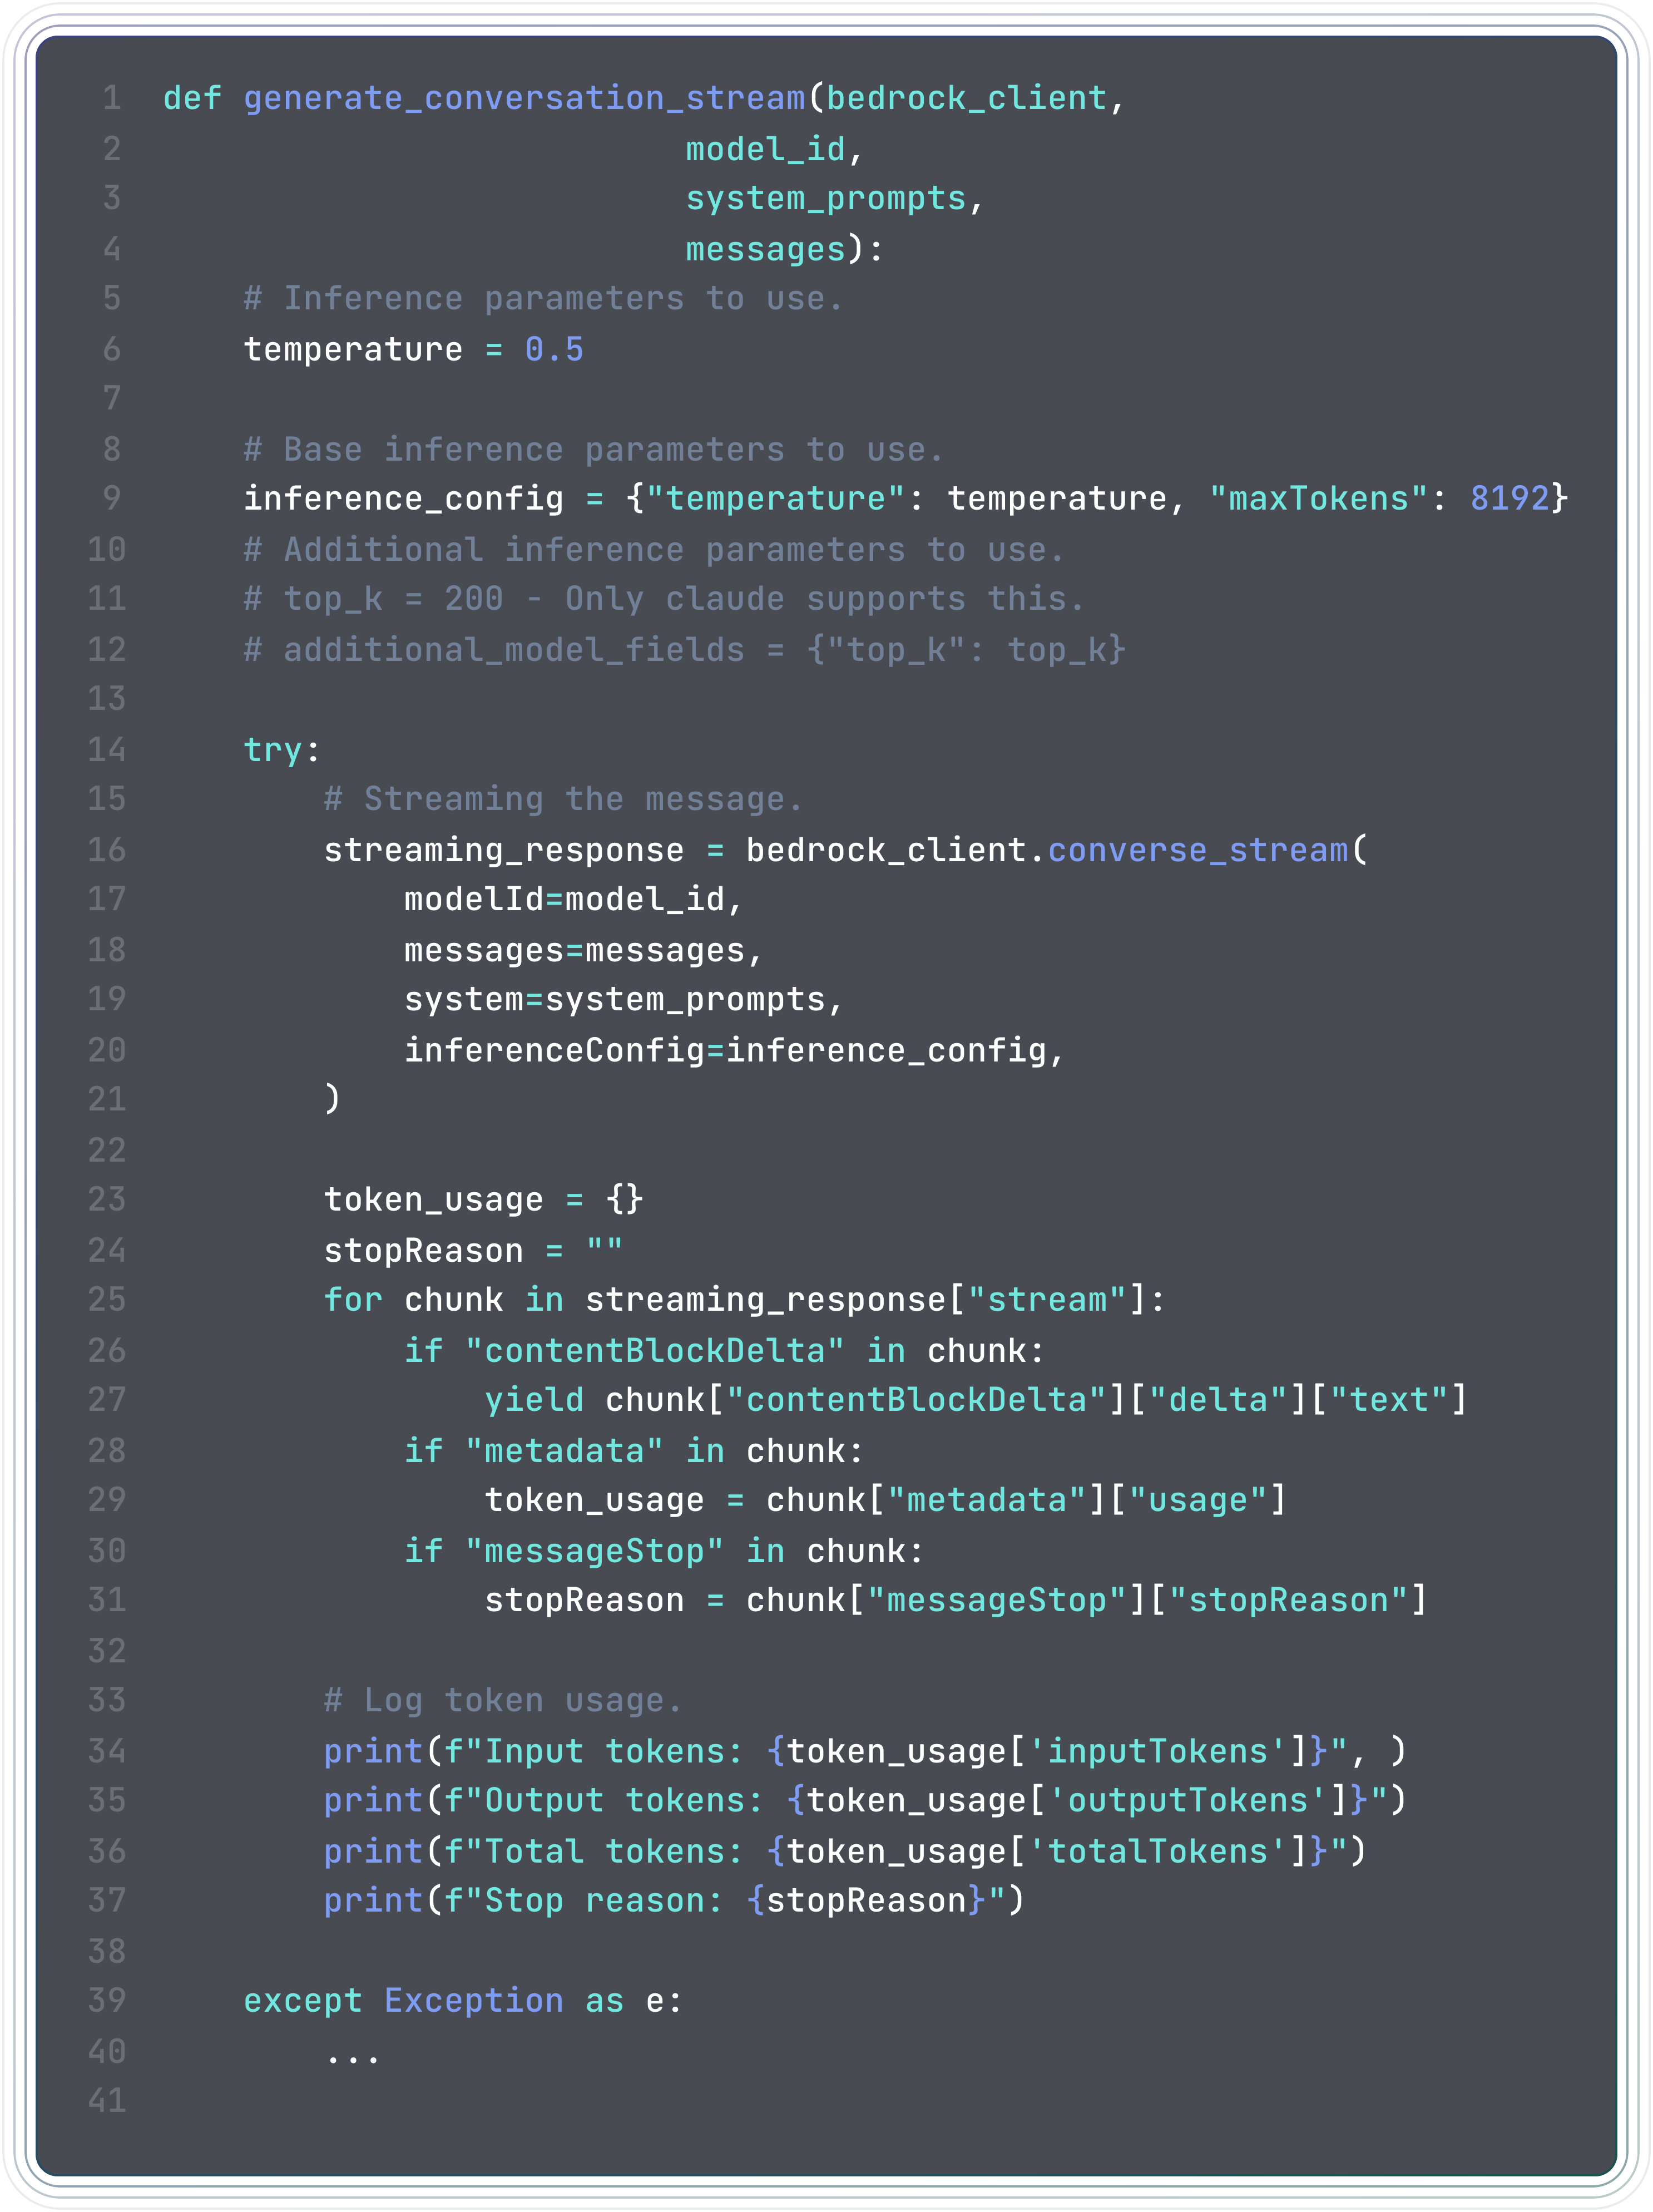 1 def generate_conversation_stream(bedrock_client,
2                           model_id,
3                           system_prompts,
4                           messages):
5     # Inference parameters to use.
6     temperature = 0.5
7
8     # Base inference parameters to use.
9     inference_config = {"temperature": temperature, "maxTokens": 8192}
10     # Additional inference parameters to use.
11     # top_k = 200 - Only claude supports this.
12     # additional_model_fields = {"top_k": top_k}
13
14     try:
15         # Streaming the message.
16         streaming_response = bedrock_client.converse_stream(
17             modelId=model_id,
18             messages=messages,
19             system=system_prompts,
20             inferenceConfig=inference_config,
21         )
22
23         token_usage = {}
24         stopReason = ""
25         for chunk in streaming_response["stream"]:
26             if "contentBlockDelta" in chunk:
27                 yield chunk["contentBlockDelta"]["delta"]["text"]
28             if "metadata" in chunk:
29                 token_usage = chunk["metadata"]["usage"]
30             if "messageStop" in chunk:
31                 stopReason = chunk["messageStop"]["stopReason"]
32
33         # Log token usage.
34         print(f"Input tokens: {token_usage['inputTokens']}", )
35         print(f"Output tokens: {token_usage['outputTokens']}")
36         print(f"Total tokens: {token_usage['totalTokens']}")
37         print(f"Stop reason: {stopReason}")
38
39     except Exception as e:
40         ...
41